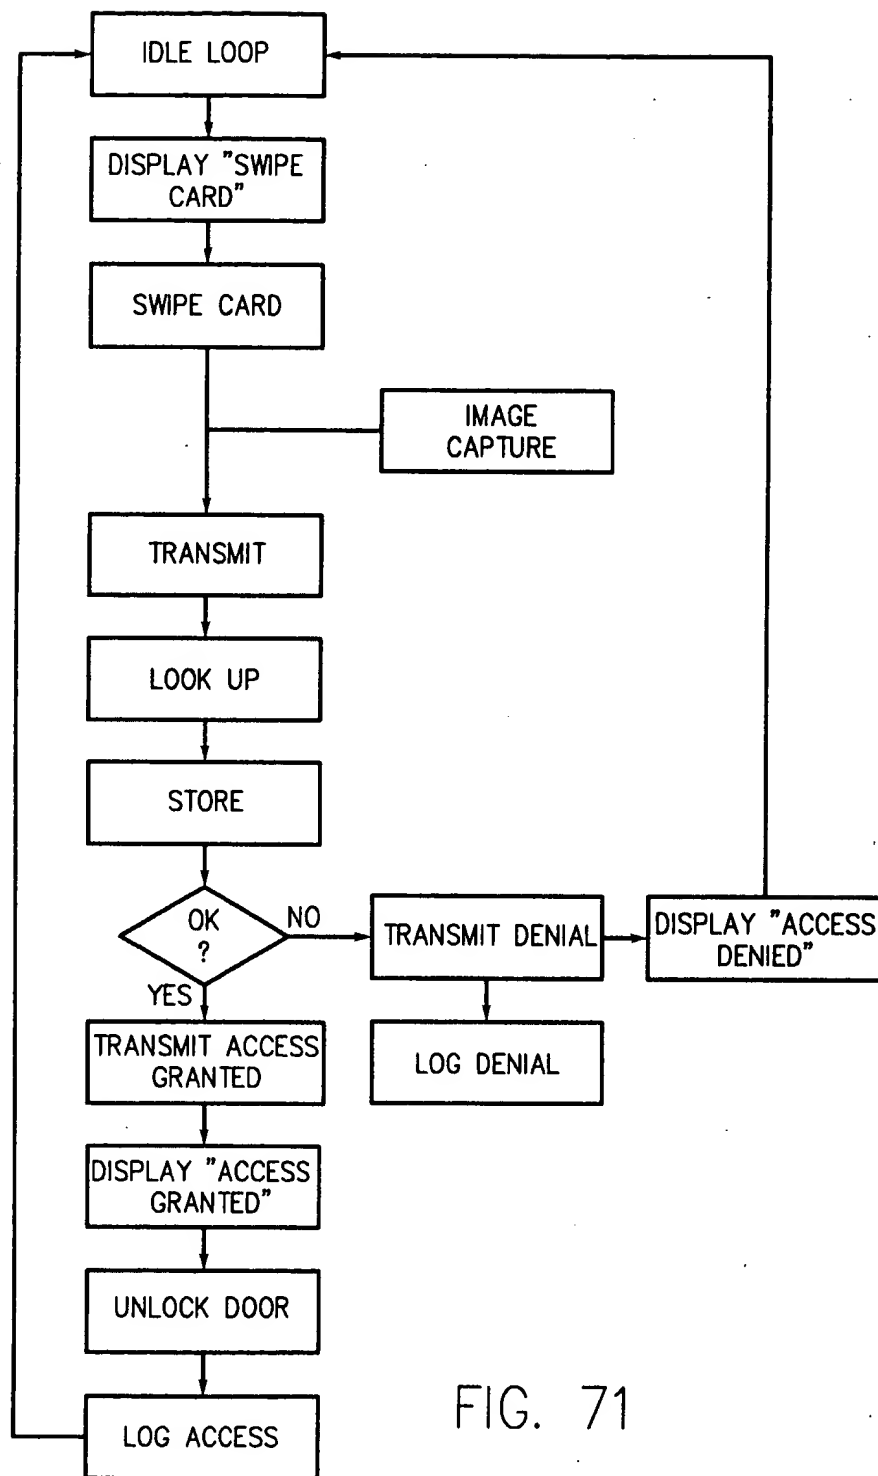 IDLE LOOP
DISPLAY "SWIPE
CARD"
SWIPE CARD
IMAGE
CAPTURE
TRANSMIT
LOOK UP
STORE
OK
?
NO
TRANSMIT DENIAL
DISPLAY "ACCESS
DENIED"
YES
TRANSMIT ACCESS
GRANTED
LOG DENIAL
DISPLAY "ACCESS
GRANTED"
UNLOCK DOOR
LOG ACCESS
FIG. 71